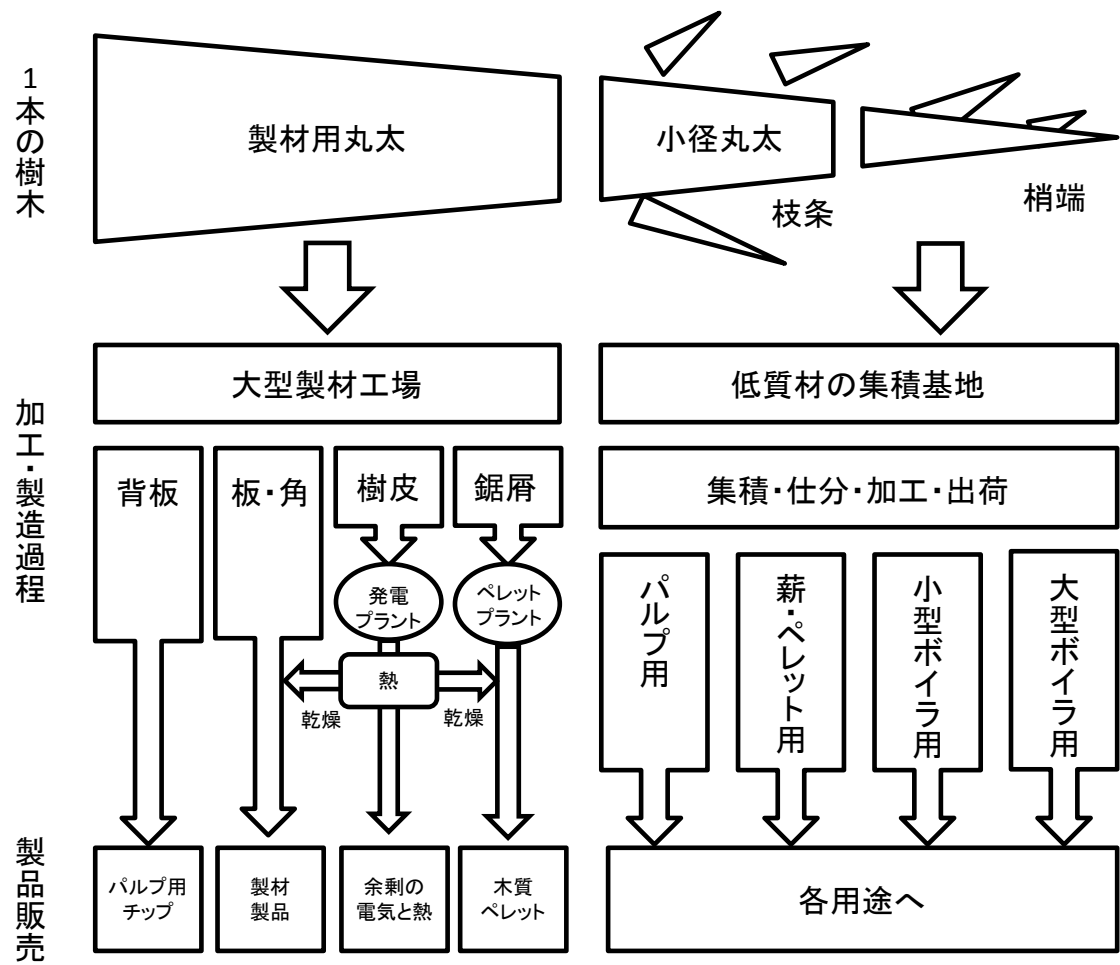 1本の樹木
製材用丸太
小径丸太
枝条
梢端
加工・製造過程
大型製材工場
低質材の集積基地
背板
板・角
樹皮
鋸屑
集積・仕分・加工・出荷
発電
プラント
ペレット
プラント
熱
乾燥
乾燥
パルプ用
薪・ペレット用
小型ボイラ用
大型ボイラ用
製品販売
パルプ用
チップ
製材
製品
余剰の
電気と熱
木質
ペレット
各用途へ